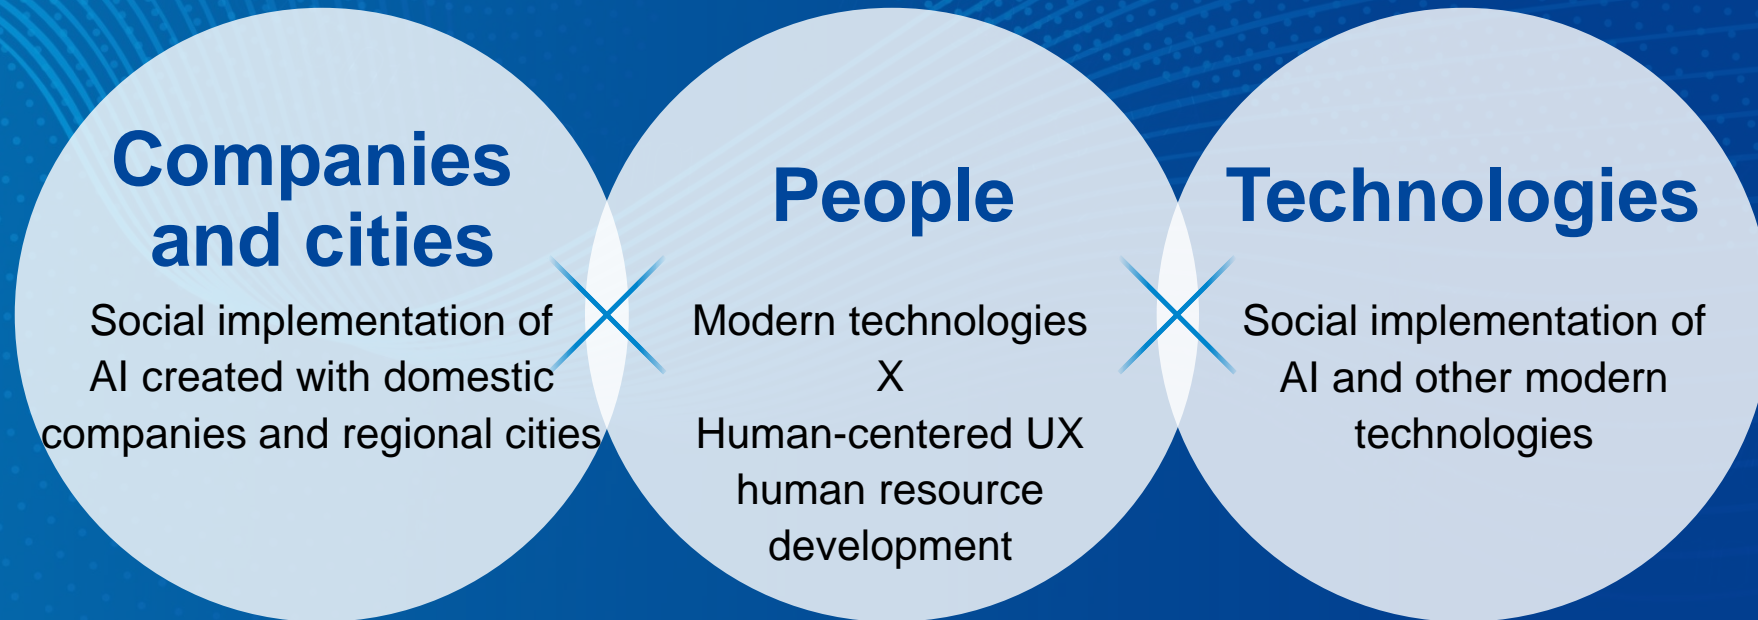 Companies
and cities
Social implementation of
AI created with domestic
companies and regional cities
People
Modern technologies
X
Human-centered UX
human resource
development
Technologies
Social implementation of
AI and other modern
technologies